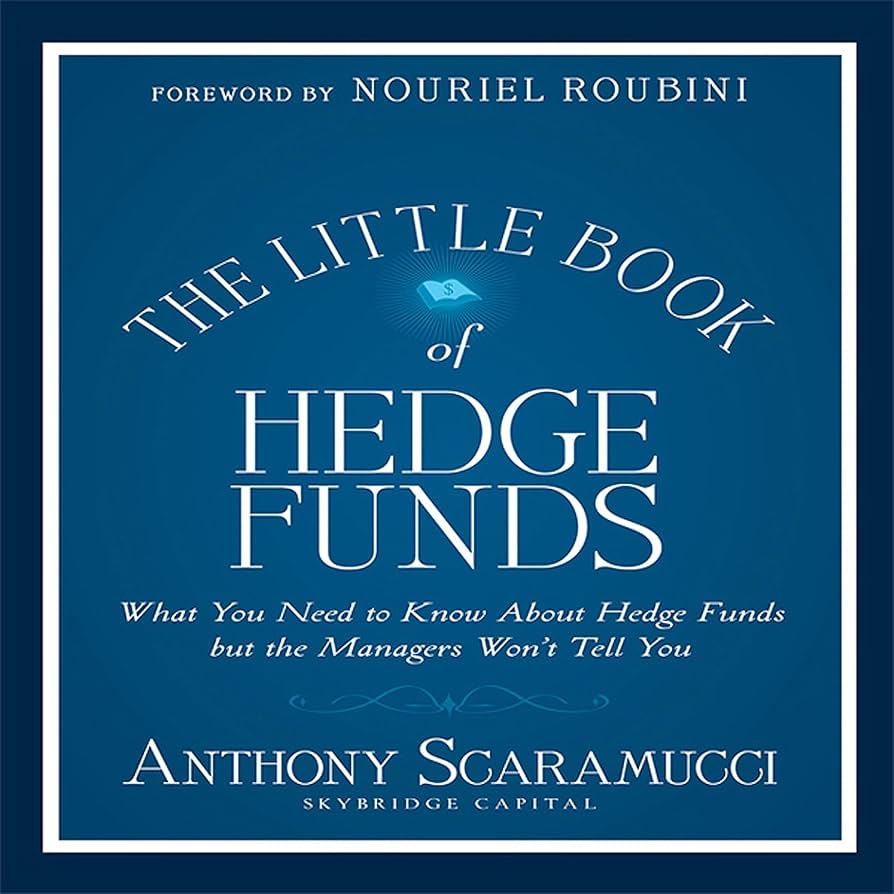 FOREWORD BY NOURIEL ROUBINI
THE LITTLE BOOK
$
of
HEDGE
FUNDS
What You Need to Know About Hedge Funds
but the Managers Won't Tell You
ANTHONY SCARAMUCCI
SKYBRIDGE CAPITAL